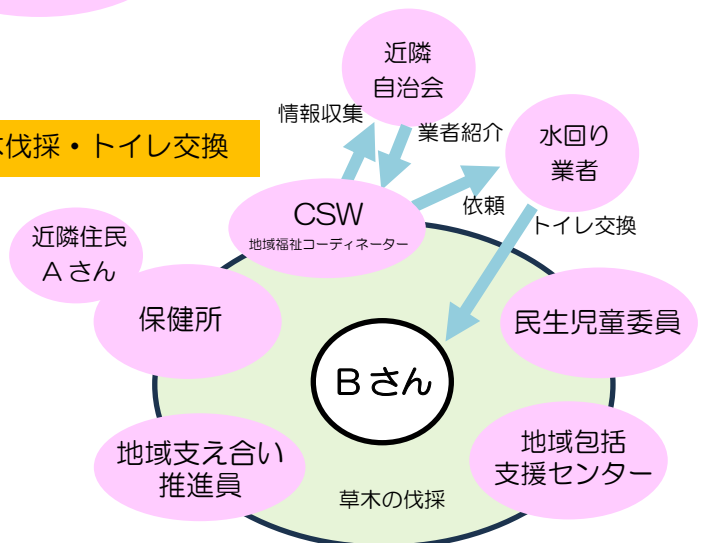 近隣
自治会
情報収集
業者紹介
伐採・トイレ交換
水回り
業者
CSW
地域福祉コーディネーター
依頼
トイレ交換
近隣住民
Aさん
保健所
民生児童委員
Bさん
地域支え合い
推進員
地域包括
支援センター
草木の伐採